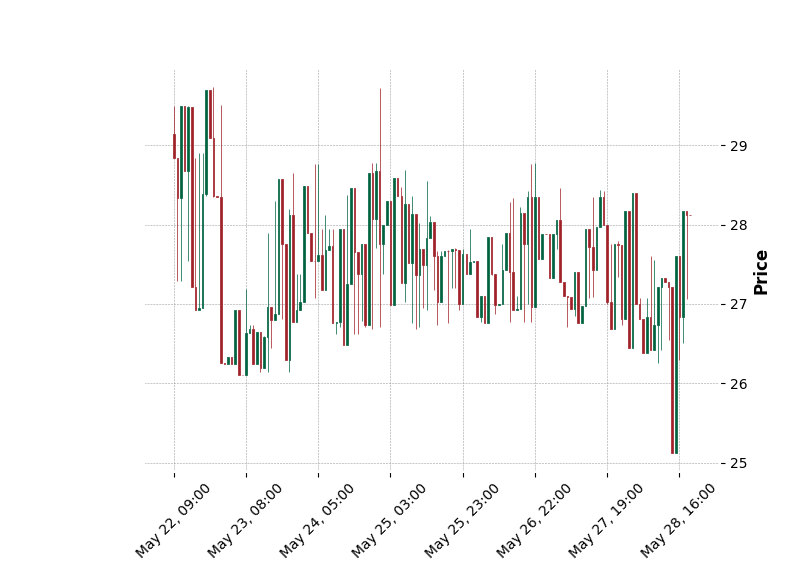 29
28
27
26
25
Price
May 22, 09:00
May 23, 08:00
May 24, 05:00
May 25, 03:00
May 25, 23:00
May 26, 22:00
May 27, 19:00
May 28, 16:00